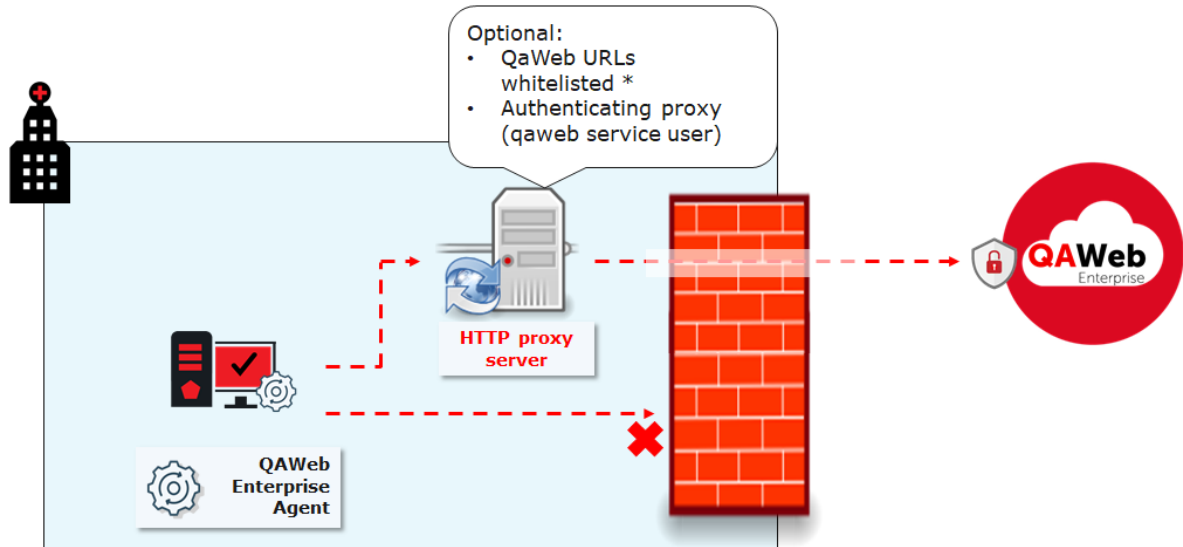 Optional:
• QaWeb URLs
whitelisted *
• Authenticating proxy
(qaweb service user)
HTTP proxy
server
QAWeb
Enterprise
QAWeb
Enterprise
Agent